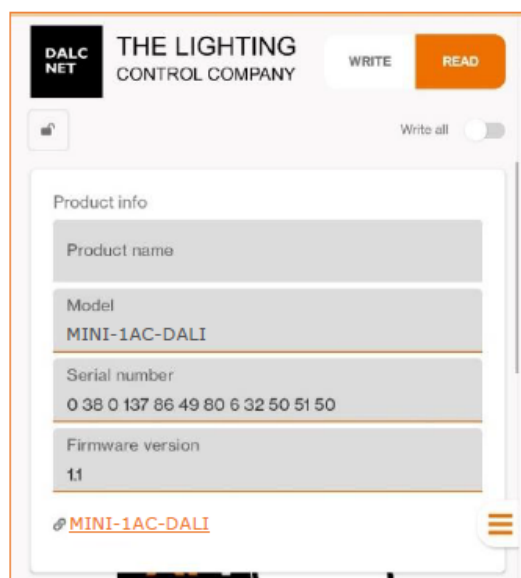 DALC
NET
THE LIGHTING
CONTROL COMPANY
WRITE
READ
Write all
Product info
Product name
Model
MINI-1AC-DALI
Serial number
0 38 0 137 86 49 80 6 32 50 51 50
Firmware version
1.1
MINI-1AC-DALI